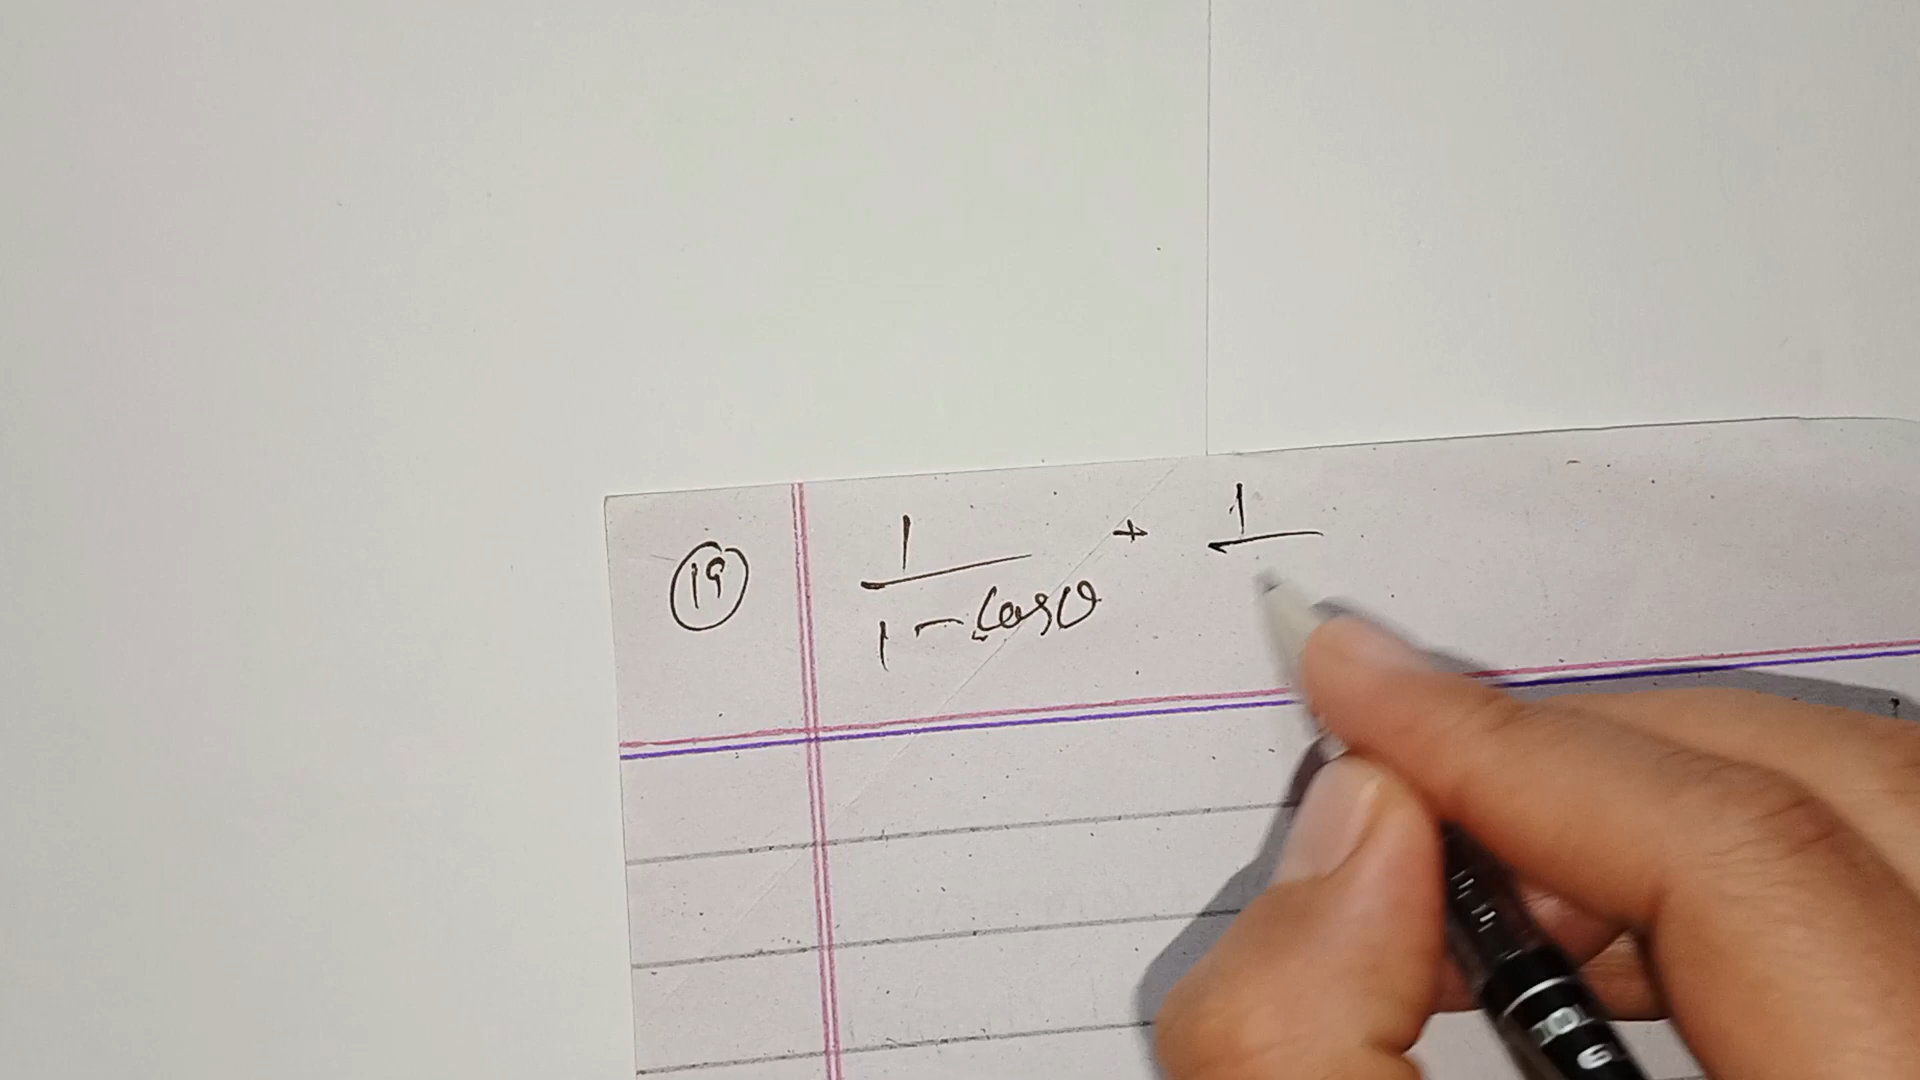 (19) 1/(1 - cosθ) + 1/